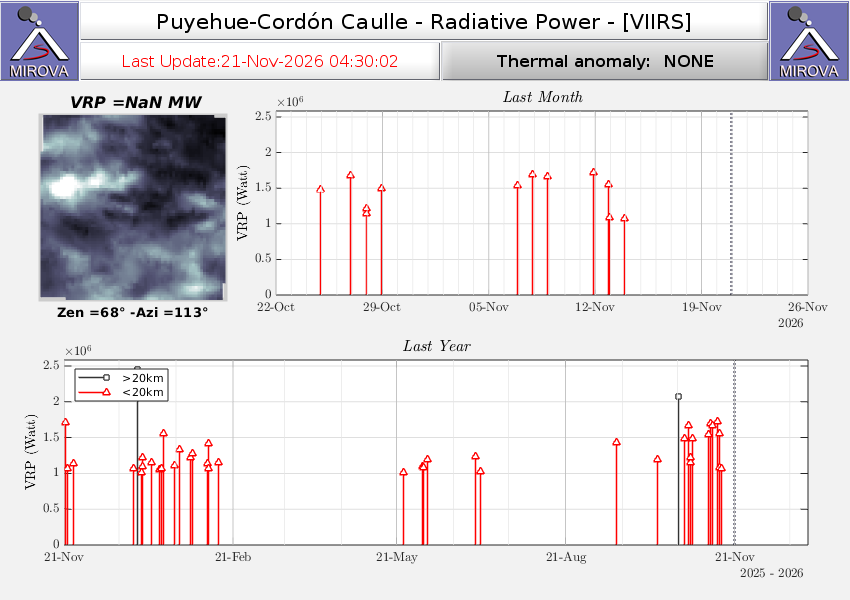 Puyehue-Cordón Caulle - Radiative Power - [VIIRS]
MIROVA
Last Update:21-Nov-2026 04:30:02
Thermal anomaly: NONE
MIROVA
VRP =NaN MW
Zen =68° -Azi =113°
Last Month
×10⁶
VRP (Watt)
2.5
2
1.5
1
0.5
0
22-Oct 29-Oct 05-Nov 12-Nov 19-Nov 26-Nov
2026
Last Year
×10⁶
VRP (Watt)
2.5
2
1.5
1
0.5
0
>20km
<20km
21-Nov 21-Feb 21-May 21-Aug 21-Nov
2025 - 2026